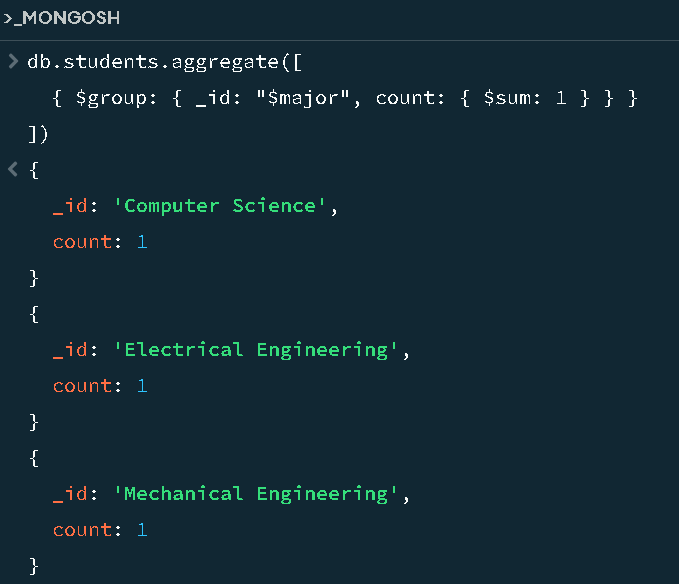 >_MONGOSH
> db.students.aggregate([
{ $group: { _id: "$major", count: { $sum: 1 } } }
])
< {
_id: 'Computer Science',
count: 1
}
{
_id: 'Electrical Engineering',
count: 1
}
{
_id: 'Mechanical Engineering',
count: 1
}